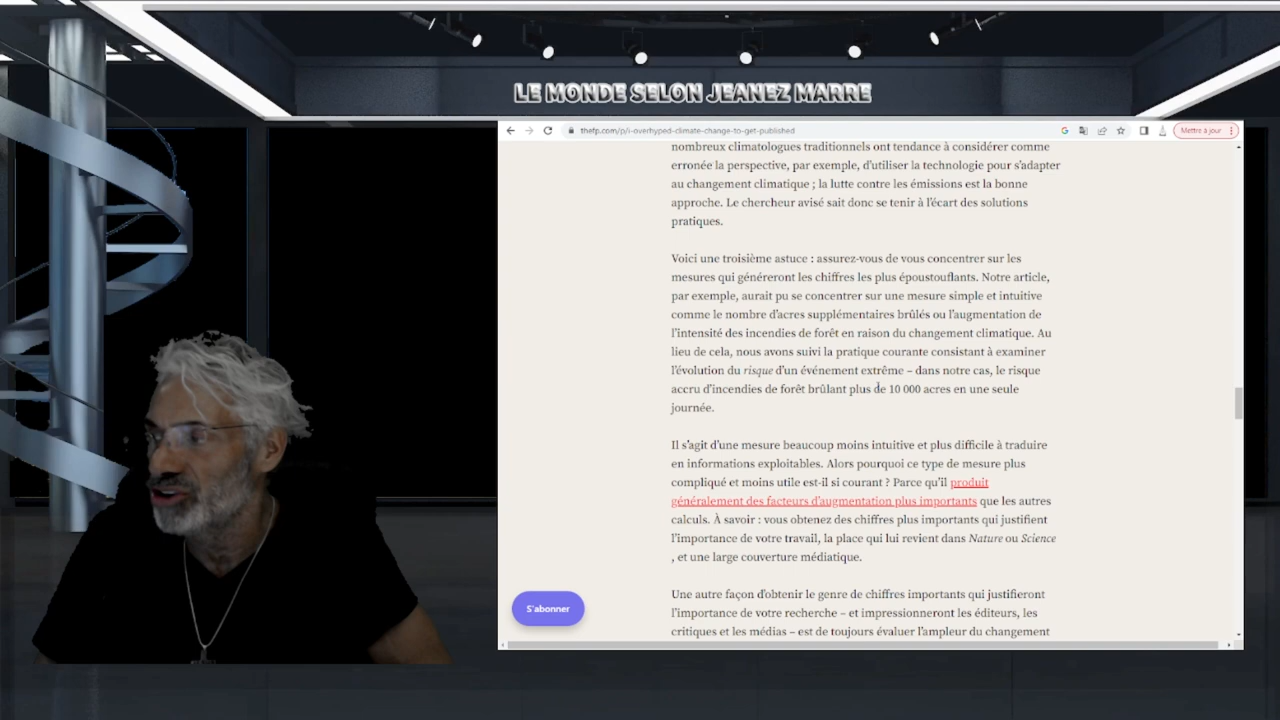 LE MONDE SELON JEANEZ MARRE
thefp.com/p/i-overhyped-climate-change-to-get-published
Mettre à jour
nombreux climatologues traditionnels ont tendance à considérer comme
erronée la perspective, par exemple, d'utiliser la technologie pour s'adapter
au changement climatique ; la lutte contre les émissions est la bonne
approche. Le chercheur avisé sait donc se tenir à l'écart des solutions
pratiques.
Voici une troisième astuce : assurez-vous de vous concentrer sur les
mesures qui généreront les chiffres les plus époustouflants. Notre article,
par exemple, aurait pu se concentrer sur une mesure simple et intuitive
comme le nombre d'acres supplémentaires brûlés ou l'augmentation de
l'intensité des incendies de forêt en raison du changement climatique. Au
lieu de cela, nous avons suivi la pratique courante consistant à examiner
l'évolution du risque d'un événement extrême – dans notre cas, le risque
accru d'incendies de forêt brûlant plus de 10 000 acres en une seule
journée.
Il s'agit d'une mesure beaucoup moins intuitive et plus difficile à traduire
en informations exploitables. Alors pourquoi ce type de mesure plus
compliqué et moins utile est-il si courant ? Parce qu'il produit
généralement des facteurs d'augmentation plus importants que les autres
calculs. À savoir : vous obtenez des chiffres plus importants qui justifient
l'importance de votre travail, la place qui lui revient dans Nature ou Science
, et une large couverture médiatique.
Une autre façon d'obtenir le genre de chiffres importants qui justifieront
l'importance de votre recherche – et impressionneront les éditeurs, les
critiques et les médias – est de toujours évaluer l'ampleur du changement
S'abonner